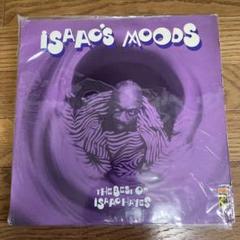 ISAAC'S MOODS
THE BEST OF
ISAAC HAYES